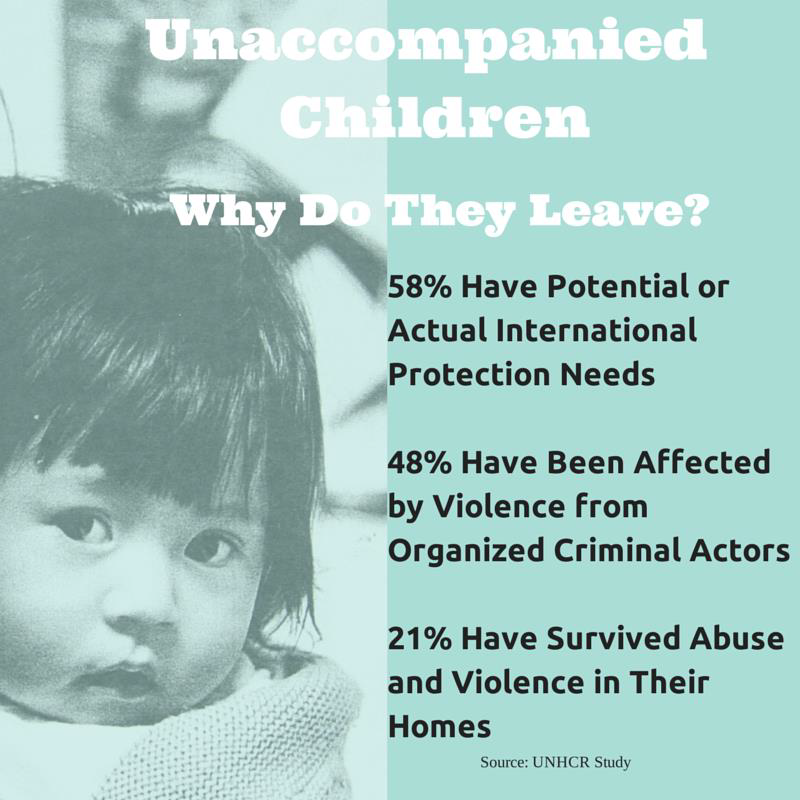 Unaccompanied
Children
Why Do They Leave?
58% Have Potential or
Actual International
Protection Needs
48% Have Been Affected
by Violence from
Organized Criminal Actors
21% Have Survived Abuse
and Violence in Their
Homes
Source: UNHCR Study